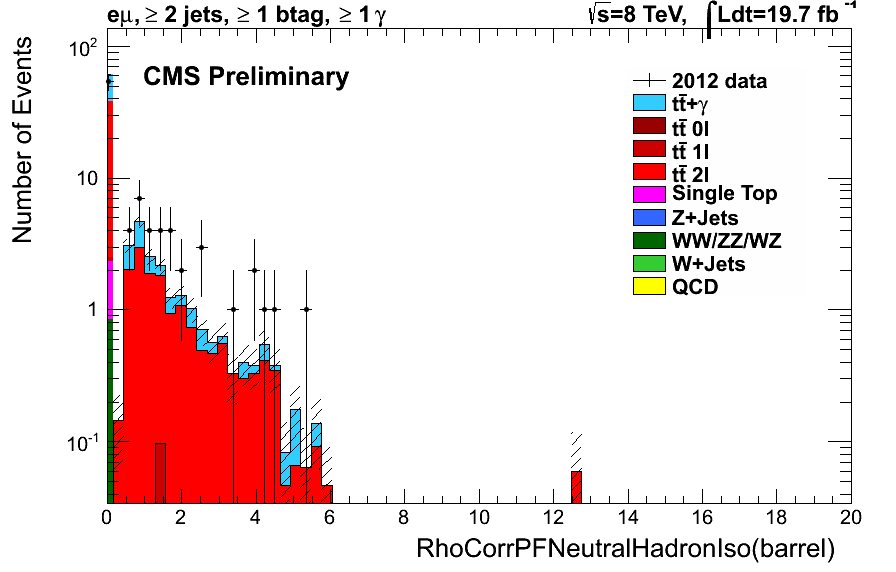 eμ, ≥ 2 jets, ≥ 1 btag, ≥ 1 γ √s=8 TeV, ∫Ldt=19.7 fb⁻¹
CMS Preliminary
Number of Events
10²
10
1
10⁻¹
2012 data
tt̄+γ
tt̄ 0l
tt̄ 1l
tt̄ 2l
Single Top
Z+Jets
WW/ZZ/WZ
W+Jets
QCD
0 2 4 6 8 10 12 14 16 18 20
RhoCorrPFNeutralHadronIso(barrel)